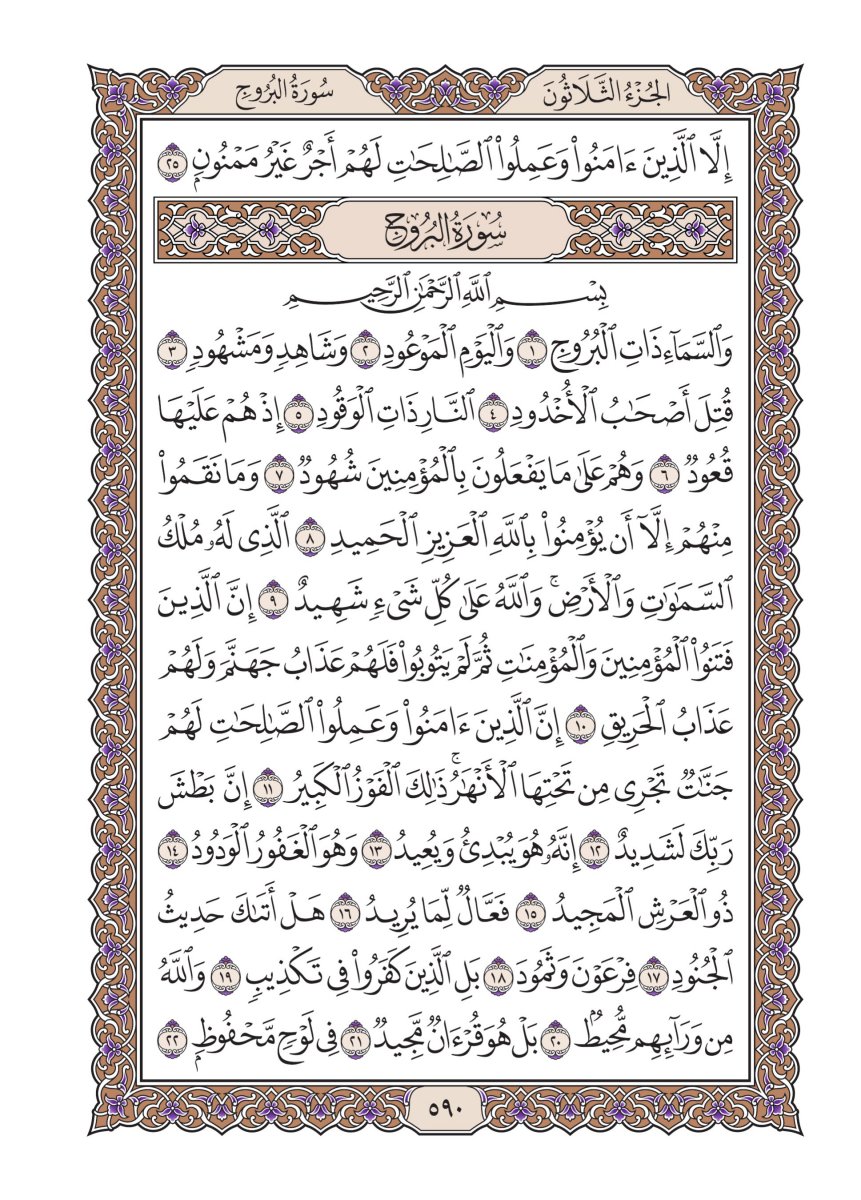 الجُزْءُ الثَّلَاثُونَ
سُورَةُ البُرُوجِ
إِلَّا ٱلَّذِينَ ءَامَنُواْ وَعَمِلُواْ ٱلصَّٰلِحَٰتِ لَهُمۡ أَجۡرٌ غَيۡرُ مَمۡنُونِۭ ٢٥
سُورَةُ البُرُوجِ
بِسۡمِ ٱللَّهِ ٱلرَّحۡمَٰنِ ٱلرَّحِيمِ
وَٱلسَّمَآءِ ذَاتِ ٱلۡبُرُوجِ ١ وَٱلۡيَوۡمِ ٱلۡمَوۡعُودِ ٢ وَشَاهِدٖ وَمَشۡهُودٖ ٣
قُتِلَ أَصۡحَٰبُ ٱلۡأُخۡدُودِ ٤ ٱلنَّارِ ذَاتِ ٱلۡوَقُودِ ٥ إِذۡ هُمۡ عَلَيۡهَا
قُعُودٞ ٦ وَهُمۡ عَلَىٰ مَا يَفۡعَلُونَ بِٱلۡمُؤۡمِنِينَ شُهُودٞ ٧ وَمَا نَقَمُواْ
مِنۡهُمۡ إِلَّآ أَن يُؤۡمِنُواْ بِٱللَّهِ ٱلۡعَزِيزِ ٱلۡحَمِيدِ ٨ ٱلَّذِي لَهُۥ مُلۡكُ
ٱلسَّمَٰوَٰتِ وَٱلۡأَرۡضِۚ وَٱللَّهُ عَلَىٰ كُلِّ شَيۡءٖ شَهِيدٌ ٩ إِنَّ ٱلَّذِينَ
فَتَنُواْ ٱلۡمُؤۡمِنِينَ وَٱلۡمُؤۡمِنَٰتِ ثُمَّ لَمۡ يَتُوبُواْ فَلَهُمۡ عَذَابُ جَهَنَّمَ وَلَهُمۡ
عَذَابُ ٱلۡحَرِيقِ ١٠ إِنَّ ٱلَّذِينَ ءَامَنُواْ وَعَمِلُواْ ٱلصَّٰلِحَٰتِ لَهُمۡ
جَنَّٰتٞ تَجۡرِي مِن تَحۡتِهَا ٱلۡأَنۡهَٰرُۚ ذَٰلِكَ ٱلۡفَوۡزُ ٱلۡكَبِيرُ ١١ إِنَّ بَطۡشَ
رَبِّكَ لَشَدِيدٌ ١٢ إِنَّهُۥ هُوَ يُبۡدِئُ وَيُعِيدُ ١٣ وَهُوَ ٱلۡغَفُورُ ٱلۡوَدُودُ ١٤
ذُو ٱلۡعَرۡشِ ٱلۡمَجِيدُ ١٥ فَعَّالٞ لِّمَا يُرِيدُ ١٦ هَلۡ أَتَىٰكَ حَدِيثُ
ٱلۡجُنُودِ ١٧ فِرۡعَوۡنَ وَثَمُودَ ١٨ بَلِ ٱلَّذِينَ كَفَرُواْ فِي تَكۡذِيبٖ ١٩ وَٱللَّهُ
مِن وَرَآئِهِم مُّحِيطُۢ ٢٠ بَلۡ هُوَ قُرۡءَانٞ مَّجِيدٞ ٢١ فِي لَوۡحٖ مَّحۡفُوظِۭ ٢٢
٥٩٠